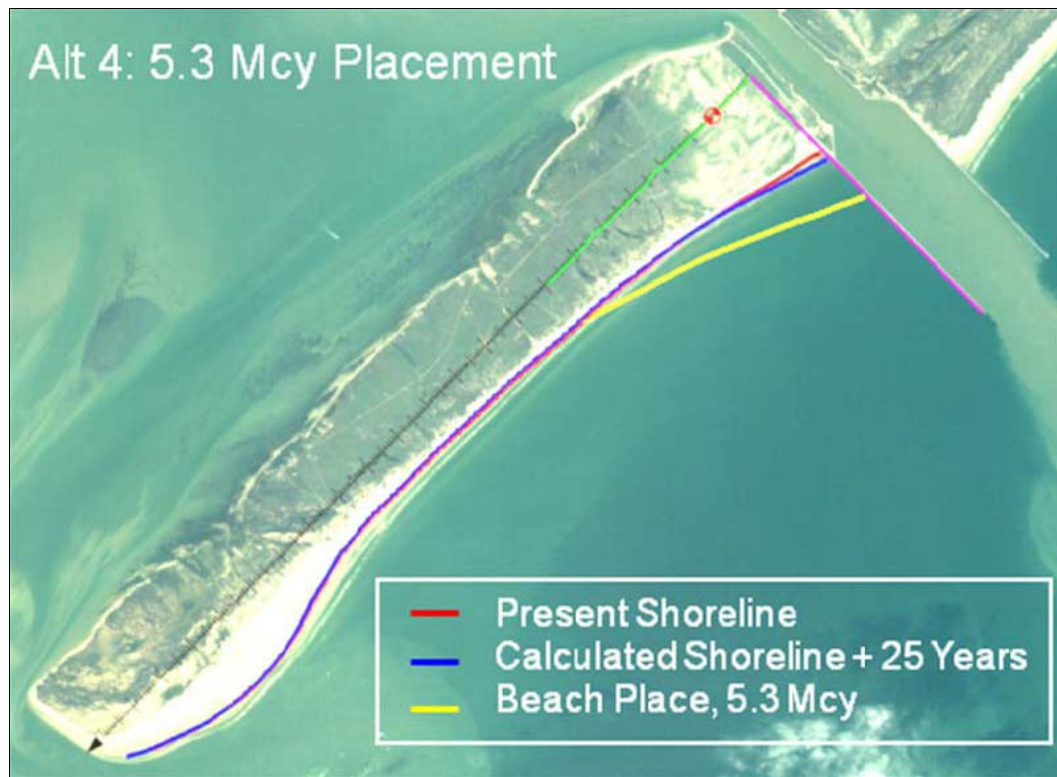 Alt 4: 5.3 Mcy Placement
Present Shoreline
Calculated Shoreline + 25 Years
Beach Place, 5.3 Mcy